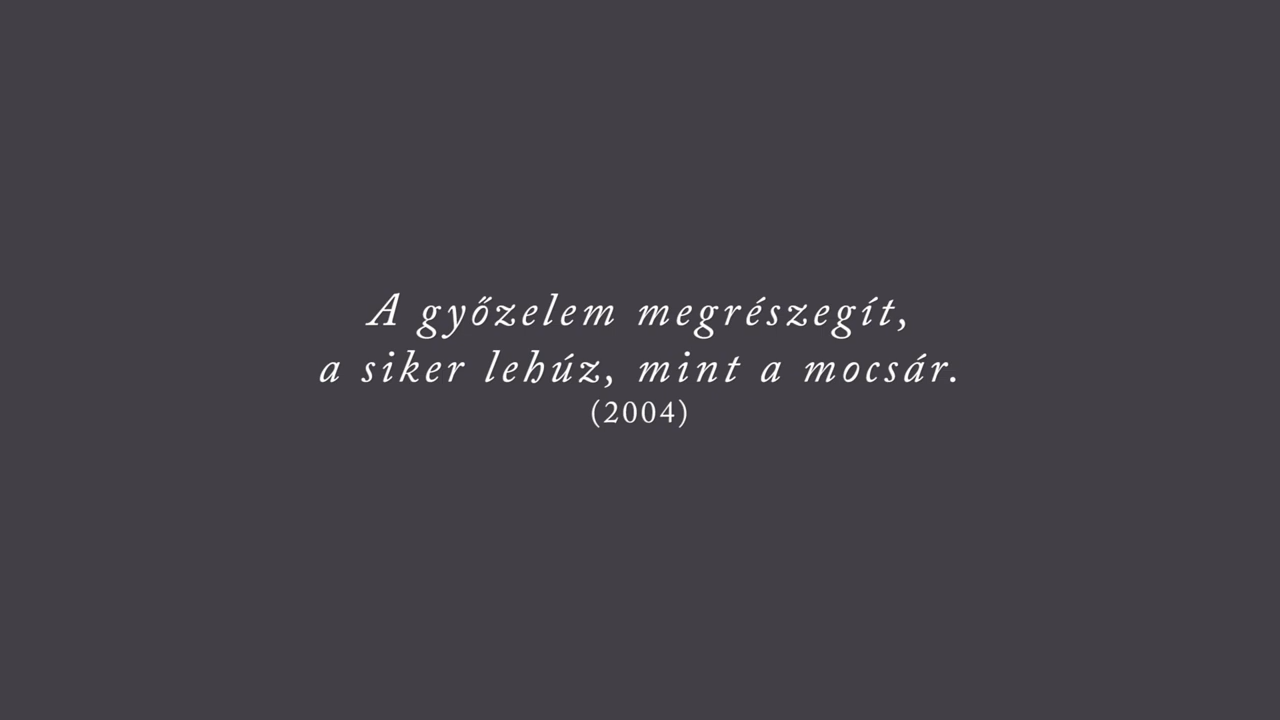 A győzelem megrészegít,
a siker lehúz, mint a mocsár.
(2004)